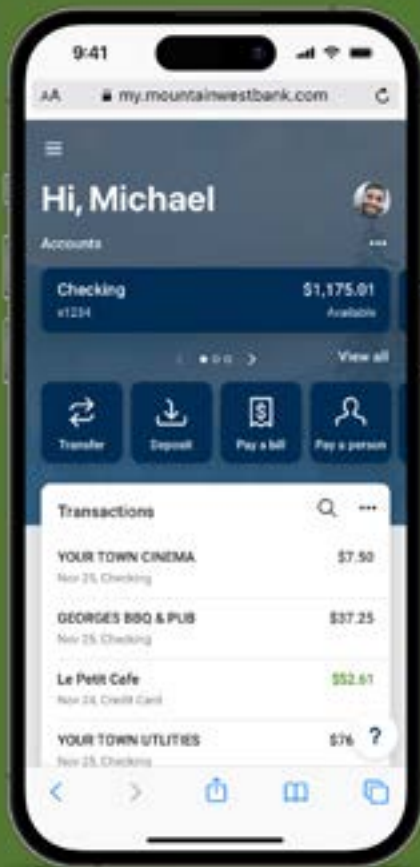 9:41
AA my.mountainwestbank.com
Hi, Michael
Accounts
Checking $1,175.01
x1234 Available
View all
Transfer Deposit Pay a bill Pay a person
Transactions
YOUR TOWN CINEMA $7.50
Nov 25, Checking
GEORGES BBQ & PUB $37.25
Nov 25, Checking
Le Petit Cafe $52.61
Nov 24, Credit Card
YOUR TOWN UTLITIES $76 ?
Nov 25, Checking